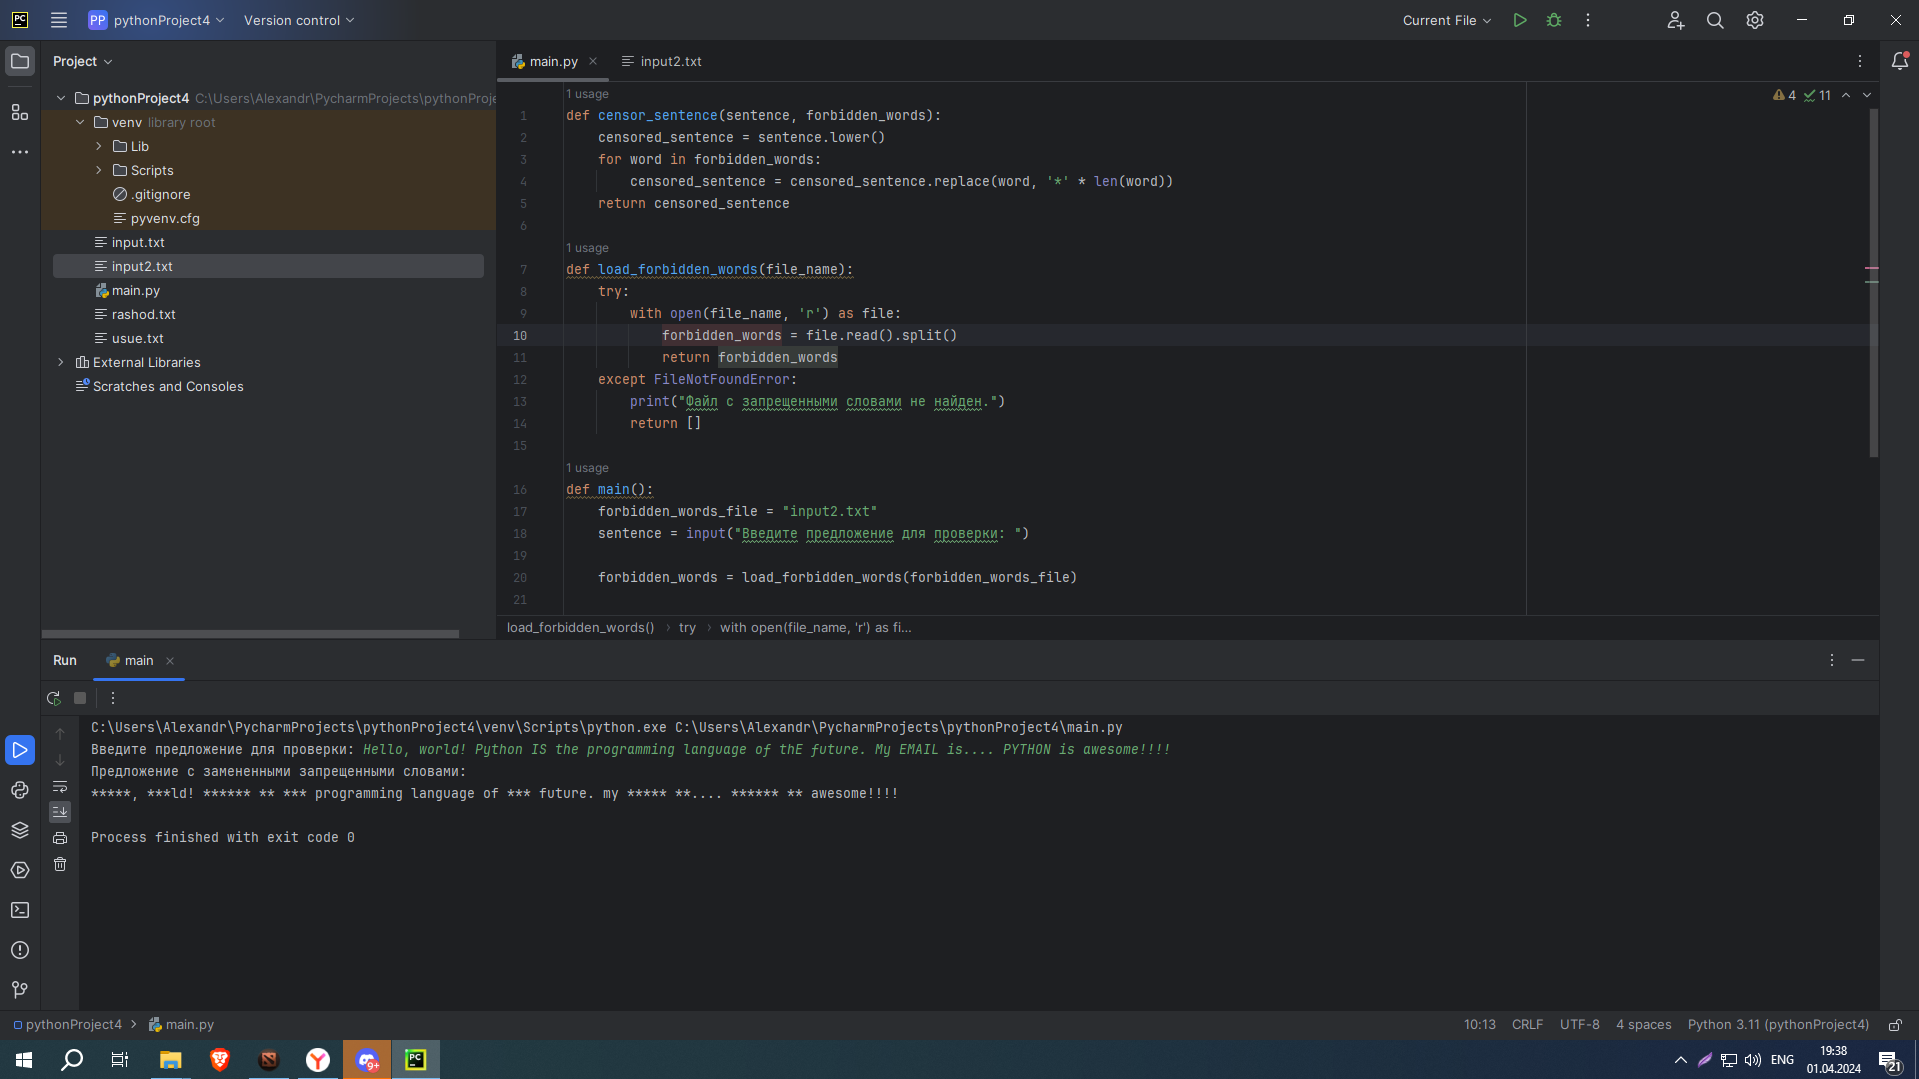 PC
PP pythonProject4
Version control
Current File
Project
main.py
input2.txt
pythonProject4 C:\Users\Alexandr\PycharmProjects\pythonProje
venv library root
Lib
Scripts
.gitignore
pyvenv.cfg
input.txt
input2.txt
main.py
rashod.txt
usue.txt
External Libraries
Scratches and Consoles
4 11
1 usage
1 def censor_sentence(sentence, forbidden_words):
2 censored_sentence = sentence.lower()
3 for word in forbidden_words:
4 censored_sentence = censored_sentence.replace(word, '*' * len(word))
5 return censored_sentence
6
1 usage
7 def load_forbidden_words(file_name):
8 try:
9 with open(file_name, 'r') as file:
10 forbidden_words = file.read().split()
11 return forbidden_words
12 except FileNotFoundError:
13 print("Файл с запрещенными словами не найден.")
14 return []
15
1 usage
16 def main():
17 forbidden_words_file = "input2.txt"
18 sentence = input("Введите предложение для проверки: ")
19
20 forbidden_words = load_forbidden_words(forbidden_words_file)
21
load_forbidden_words() › try › with open(file_name, 'r') as fi...
Run main
C:\Users\Alexandr\PycharmProjects\pythonProject4\venv\Scripts\python.exe C:\Users\Alexandr\PycharmProjects\pythonProject4\main.py
Введите предложение для проверки: Hello, world! Python IS the programming language of thE future. My EMAIL is.... PYTHON is awesome!!!!
Предложение с замененными запрещенными словами:
*****, ***ld! ****** ** *** programming language of *** future. my ***** **.... ****** ** awesome!!!!
Process finished with exit code 0
pythonProject4 › main.py
10:13 CRLF UTF-8 4 spaces Python 3.11 (pythonProject4)
9+
PC
ENG
19:38
01.04.2024
21